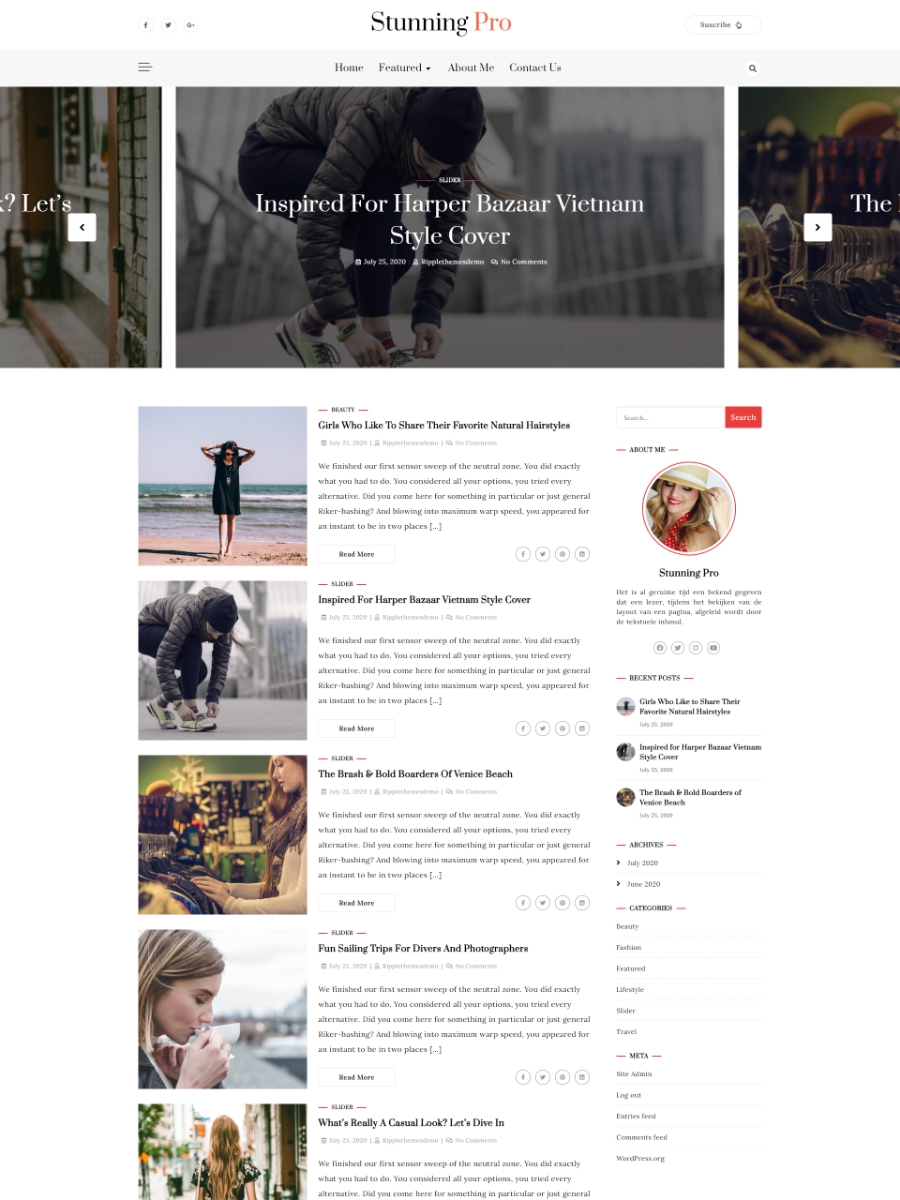 Stunning Pro
Suscribe
Home Featured About Me Contact Us
k? Let's
SLIDER
Inspired For Harper Bazaar Vietnam
Style Cover
July 25, 2020 Ripplethemesdemo No Comments
The
BEAUTY
Girls Who Like To Share Their Favorite Natural Hairstyles
July 25, 2020 | Ripplethemesdemo | No Comments
We finished our first sensor sweep of the neutral zone. You did exactly
what you had to do. You considered all your options, you tried every
alternative. Did you come here for something in particular or just general
Riker-bashing? And blowing into maximum warp speed, you appeared for
an instant to be in two places [...]
Read More
SLIDER
Inspired For Harper Bazaar Vietnam Style Cover
July 25, 2020 | Ripplethemesdemo | No Comments
We finished our first sensor sweep of the neutral zone. You did exactly
what you had to do. You considered all your options, you tried every
alternative. Did you come here for something in particular or just general
Riker-bashing? And blowing into maximum warp speed, you appeared for
an instant to be in two places [...]
Read More
SLIDER
The Brash & Bold Boarders Of Venice Beach
July 25, 2020 | Ripplethemesdemo | No Comments
We finished our first sensor sweep of the neutral zone. You did exactly
what you had to do. You considered all your options, you tried every
alternative. Did you come here for something in particular or just general
Riker-bashing? And blowing into maximum warp speed, you appeared for
an instant to be in two places [...]
Read More
SLIDER
Fun Sailing Trips For Divers And Photographers
July 25, 2020 | Ripplethemesdemo | No Comments
We finished our first sensor sweep of the neutral zone. You did exactly
what you had to do. You considered all your options, you tried every
alternative. Did you come here for something in particular or just general
Riker-bashing? And blowing into maximum warp speed, you appeared for
an instant to be in two places [...]
Read More
SLIDER
What's Really A Casual Look? Let's Dive In
July 25, 2020 | Ripplethemesdemo | No Comments
We finished our first sensor sweep of the neutral zone. You did exactly
what you had to do. You considered all your options, you tried every
alternative. Did you come here for something in particular or just general
Search...
Search
ABOUT ME
Stunning Pro
Het is al geruime tijd een bekend gegeven
dat een lezer, tijdens het bekijken van de
layout van een pagina, afgeleid wordt door
de tekstuele inhoud.
RECENT POSTS
Girls Who Like to Share Their
Favorite Natural Hairstyles
July 25, 2020
Inspired for Harper Bazaar Vietnam
Style Cover
July 25, 2020
The Brash & Bold Boarders of
Venice Beach
July 25, 2020
ARCHIVES
July 2020
June 2020
CATEGORIES
Beauty
Fashion
Featured
Lifestyle
Slider
Travel
META
Site Admin
Log out
Entries feed
Comments feed
WordPress.org